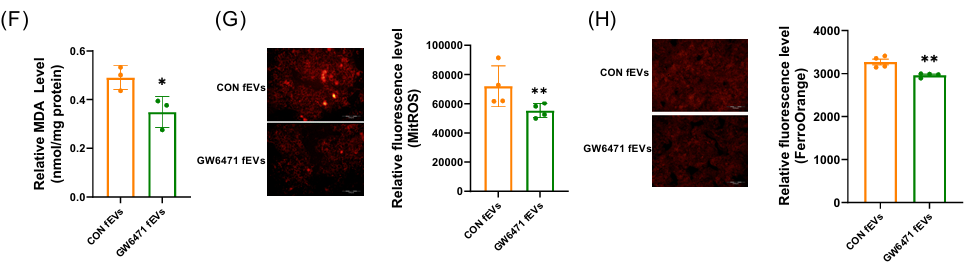 (F)
Relative MDA Level
(nmol/mg protein)
0.6
0.4
0.2
0.0
*
CON fEVs
GW6471 fEVs
(G)
CON fEVs
GW6471 fEVs
Relative fluorescence level
(MitROS)
100000
80000
60000
40000
20000
0
**
CON fEVs
GW6471 fEVs
(H)
CON fEVs
GW6471 fEVs
Relative fluorescence level
(FerroOrange)
4000
3000
2000
1000
0
**
CON fEVs
GW6471 fEVs